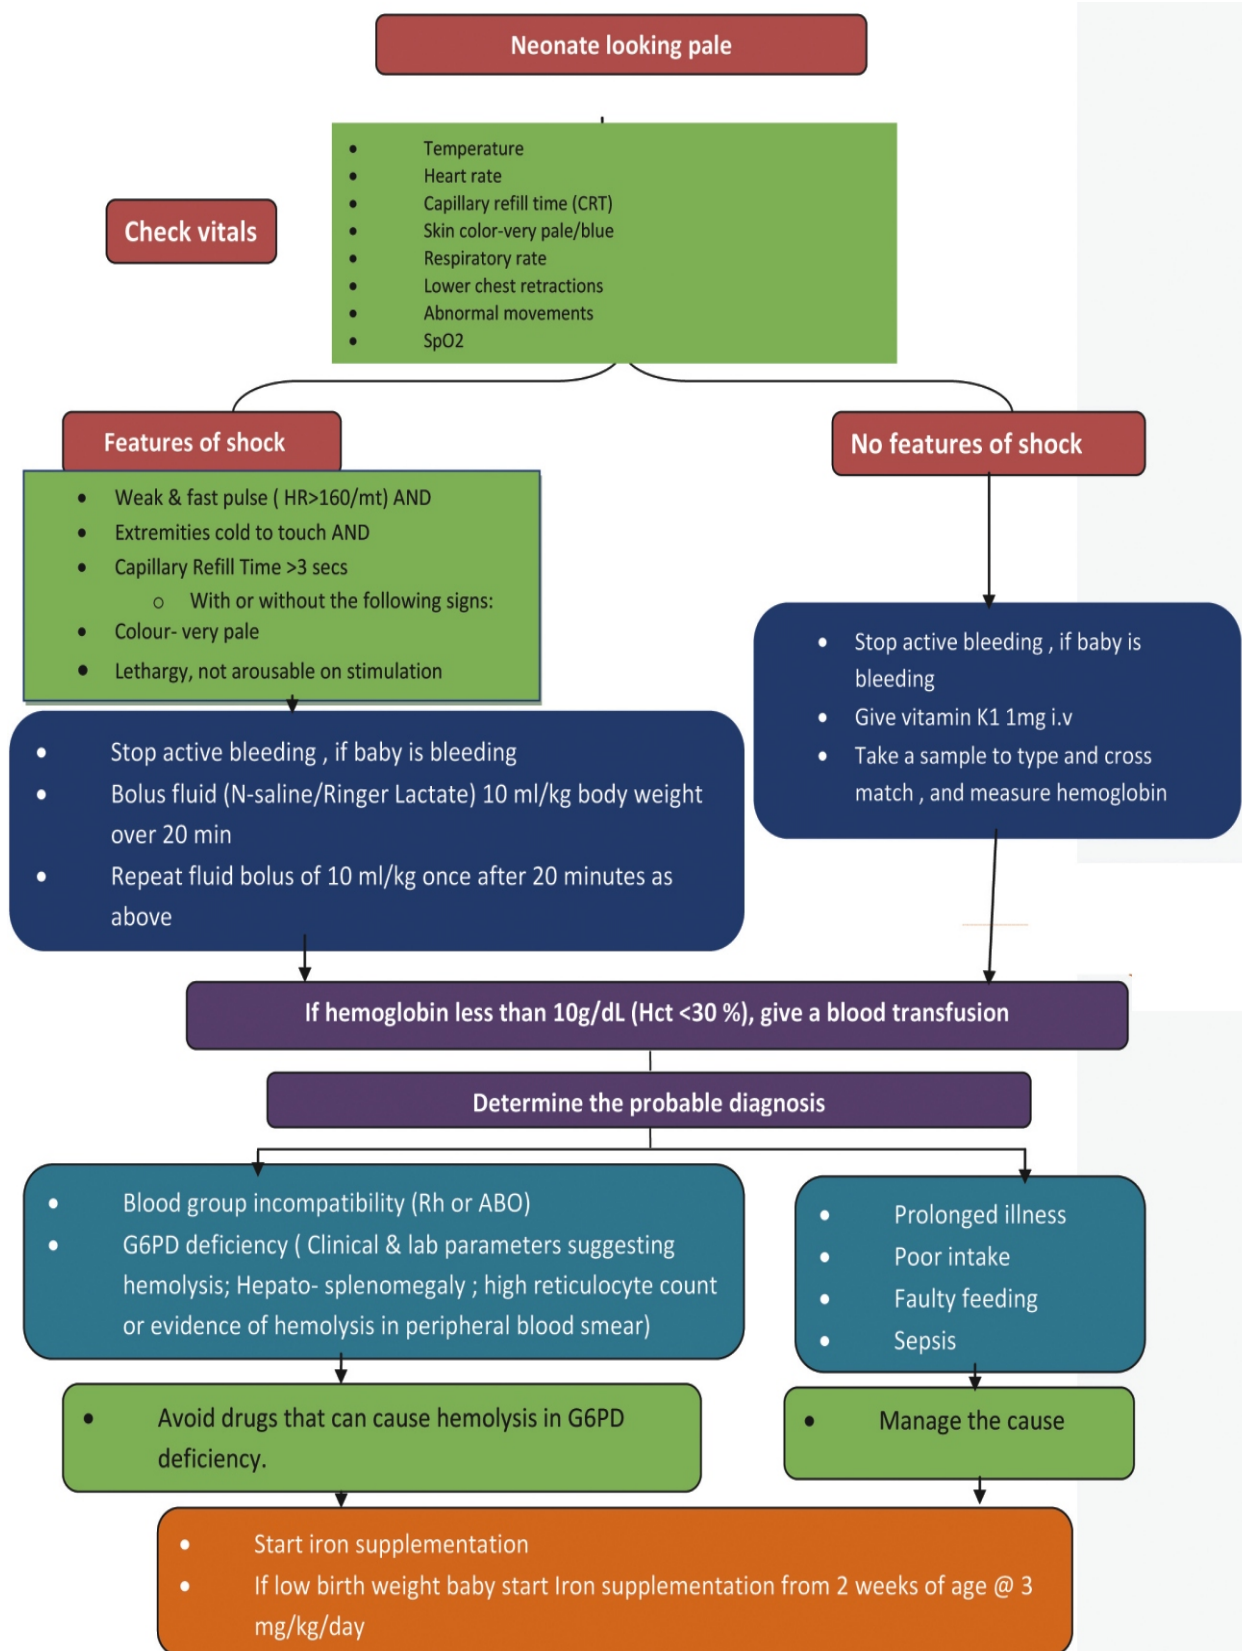 Neonate looking pale
Check vitals
• Temperature
• Heart rate
• Capillary refill time (CRT)
• Skin color-very pale/blue
• Respiratory rate
• Lower chest retractions
• Abnormal movements
• SpO2
Features of shock
• Weak & fast pulse ( HR>160/mt) AND
• Extremities cold to touch AND
• Capillary Refill Time >3 secs
o With or without the following signs:
• Colour- very pale
• Lethargy, not arousable on stimulation
• Stop active bleeding , if baby is bleeding
• Bolus fluid (N-saline/Ringer Lactate) 10 ml/kg body weight
over 20 min
• Repeat fluid bolus of 10 ml/kg once after 20 minutes as
above
No features of shock
• Stop active bleeding , if baby is
bleeding
• Give vitamin K1 1mg i.v
• Take a sample to type and cross
match , and measure hemoglobin
If hemoglobin less than 10g/dL (Hct <30 %), give a blood transfusion
Determine the probable diagnosis
• Blood group incompatibility (Rh or ABO)
• G6PD deficiency ( Clinical & lab parameters suggesting
hemolysis; Hepato- splenomegaly ; high reticulocyte count
or evidence of hemolysis in peripheral blood smear)
• Prolonged illness
• Poor intake
• Faulty feeding
• Sepsis
• Avoid drugs that can cause hemolysis in G6PD
deficiency.
• Manage the cause
• Start iron supplementation
• If low birth weight baby start Iron supplementation from 2 weeks of age @ 3
mg/kg/day